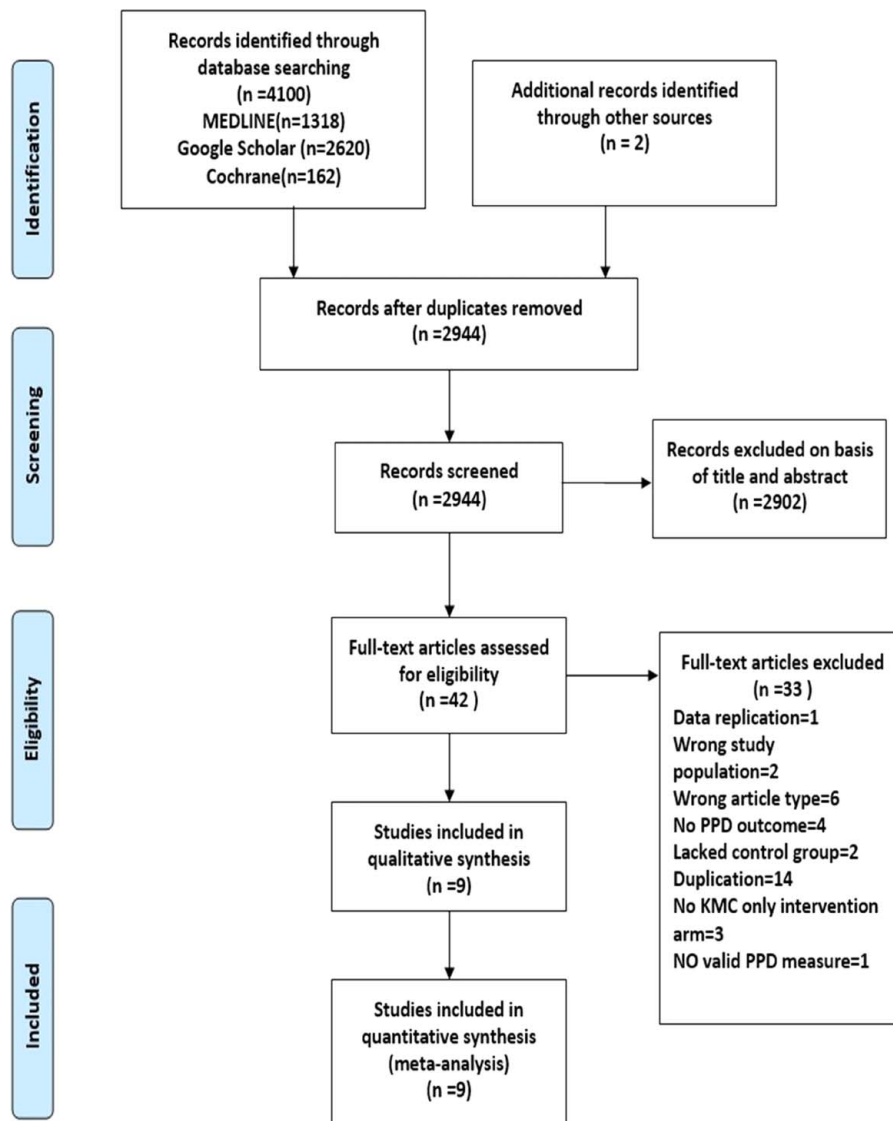 Identification
Records identified through
database searching
(n =4100)
MEDLINE(n=1318)
Google Scholar (n=2620)
Cochrane(n=162)
Additional records identified
through other sources
(n = 2)
Records after duplicates removed
(n =2944)
Screening
Records screened
(n =2944)
Records excluded on basis
of title and abstract
(n =2902)
Eligibility
Full-text articles assessed
for eligibility
(n =42 )
Full-text articles excluded
(n =33 )
Data replication=1
Wrong study
population=2
Wrong article type=6
No PPD outcome=4
Lacked control group=2
Duplication=14
No KMC only intervention
arm=3
NO valid PPD measure=1
Studies included in
qualitative synthesis
(n =9)
Included
Studies included in
quantitative synthesis
(meta-analysis)
(n =9)